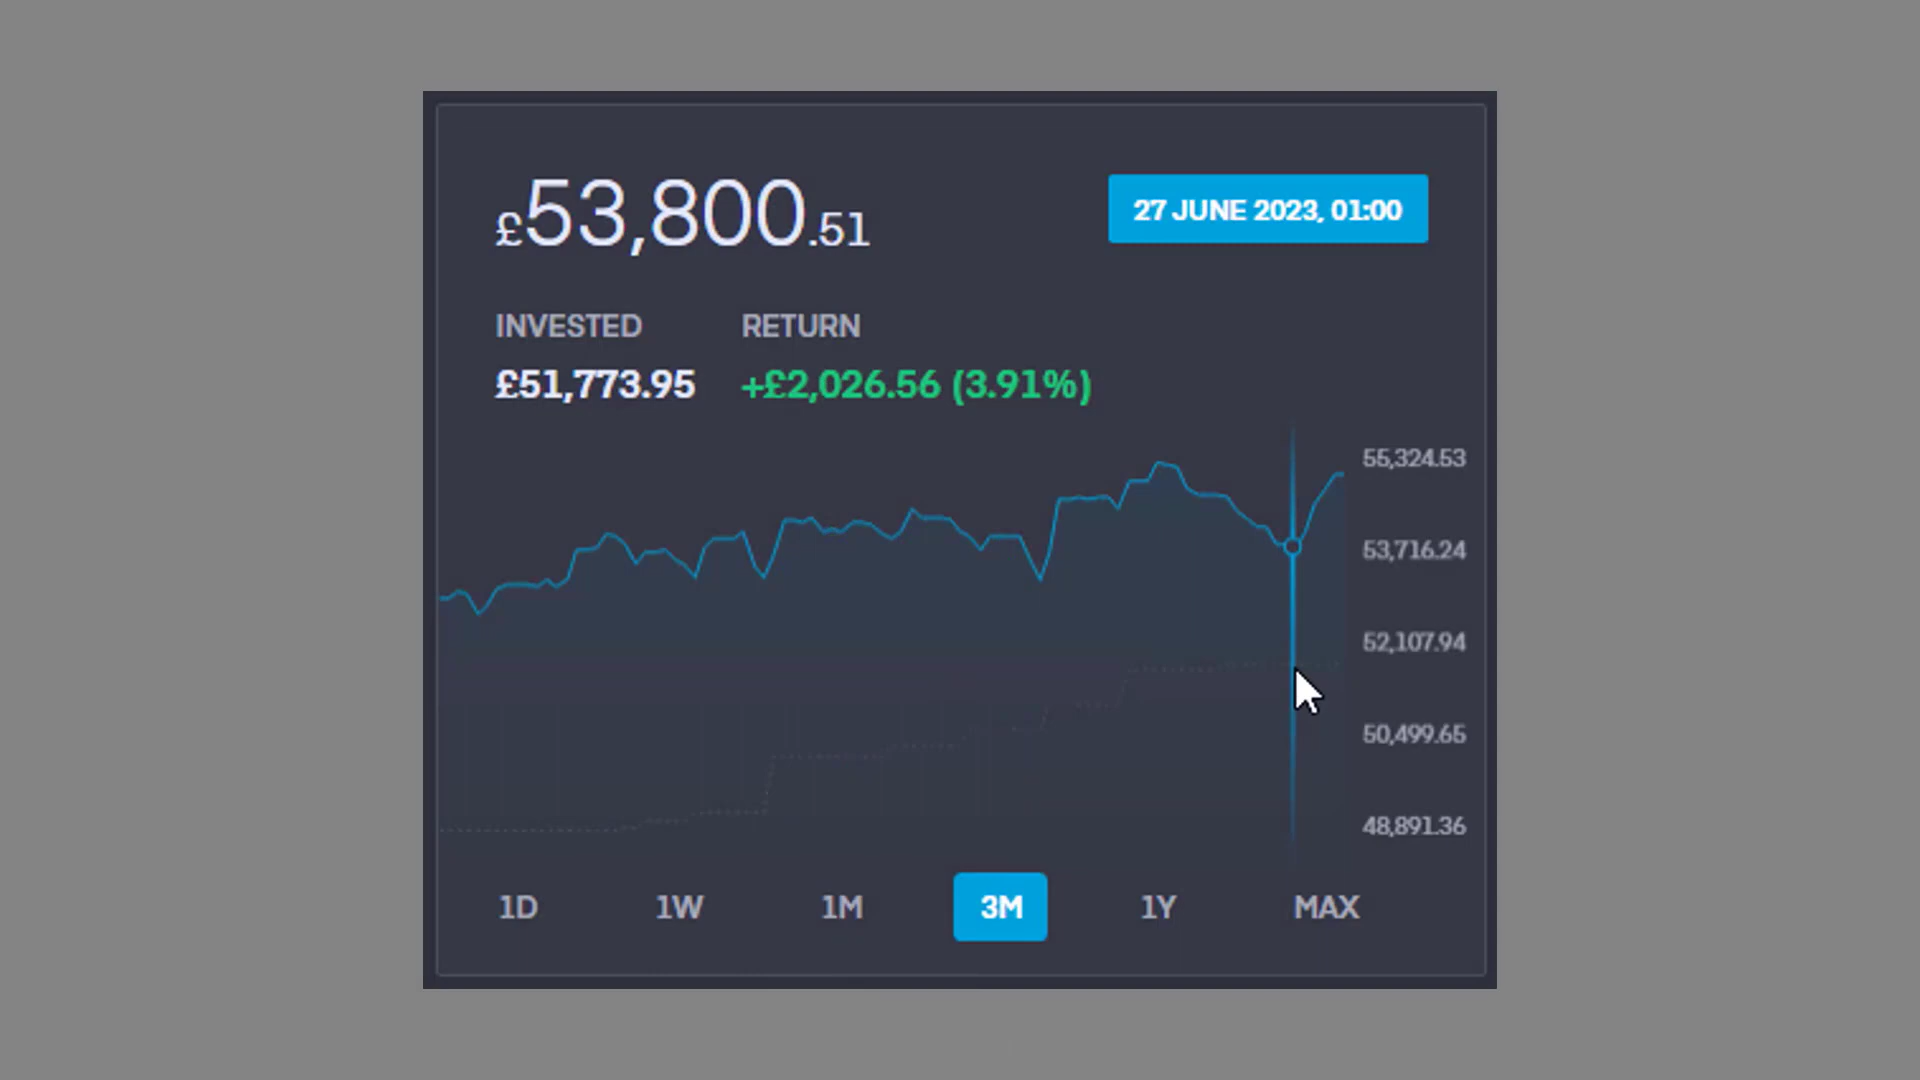 £53,800.51
27 JUNE 2023, 01:00
INVESTED RETURN
£51,773.95 +£2,026.56 (3.91%)
55,324.53
53,716.24
52,107.94
50,499.65
48,891.36
1D 1W 1M 3M 1Y MAX